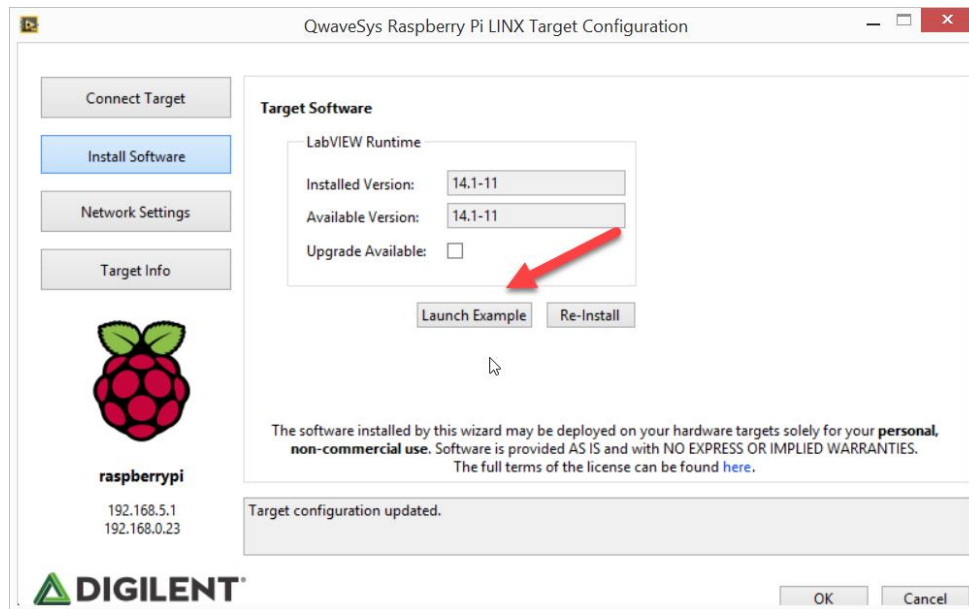 QwaveSys Raspberry Pi LINX Target Configuration
Connect Target
Install Software
Network Settings
Target Info
raspberrypi
192.168.5.1
192.168.0.23
Target Software
LabVIEW Runtime
Installed Version: 14.1-11
Available Version: 14.1-11
Upgrade Available:
Launch Example Re-Install
The software installed by this wizard may be deployed on your hardware targets solely for your personal,
non-commercial use. Software is provided AS IS and with NO EXPRESS OR IMPLIED WARRANTIES.
The full terms of the license can be found here.
Target configuration updated.
DIGILENT
OK Cancel